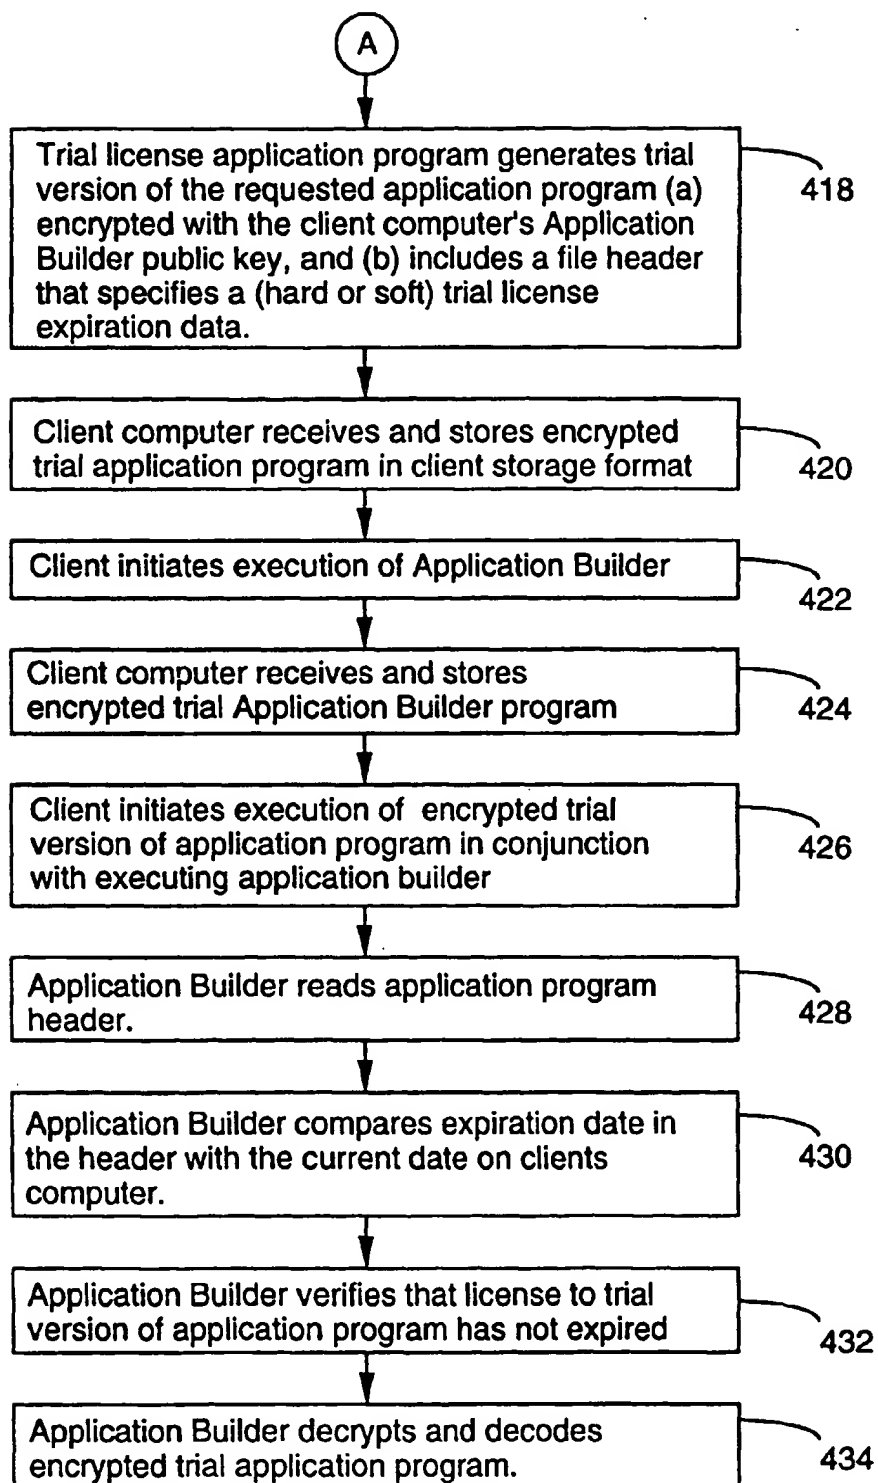 A
Trial license application program generates trial
version of the requested application program (a)
encrypted with the client computer's Application
Builder public key, and (b) includes a file header
that specifies a (hard or soft) trial license
expiration data.
418
Client computer receives and stores encrypted
trial application program in client storage format
420
Client initiates execution of Application Builder
422
Client computer receives and stores
encrypted trial Application Builder program
424
Client initiates execution of encrypted trial
version of application program in conjunction
with executing application builder
426
Application Builder reads application program
header.
428
Application Builder compares expiration date in
the header with the current date on clients
computer.
430
Application Builder verifies that license to trial
version of application program has not expired
432
Application Builder decrypts and decodes
encrypted trial application program.
434